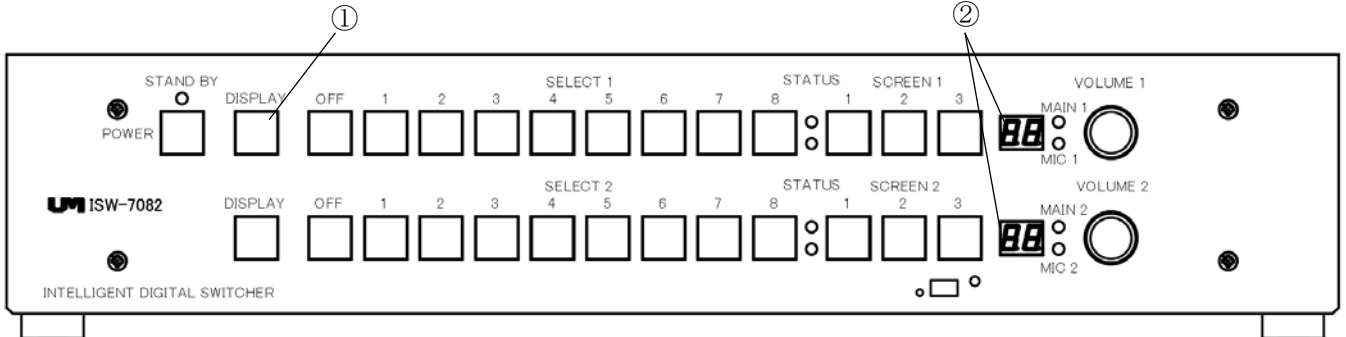 ① ②
STAND BY SELECT 1 STATUS SCREEN 1 VOLUME 1
DISPLAY OFF 1 2 3 4 5 6 7 8 1 2 3
MAIN 1
POWER 88
MIC 1
SELECT 2 STATUS SCREEN 2 VOLUME 2
UM ISW-7082 DISPLAY OFF 1 2 3 4 5 6 7 8 1 2 3
MAIN 2
88
MIC 2
INTELLIGENT DIGITAL SWITCHER